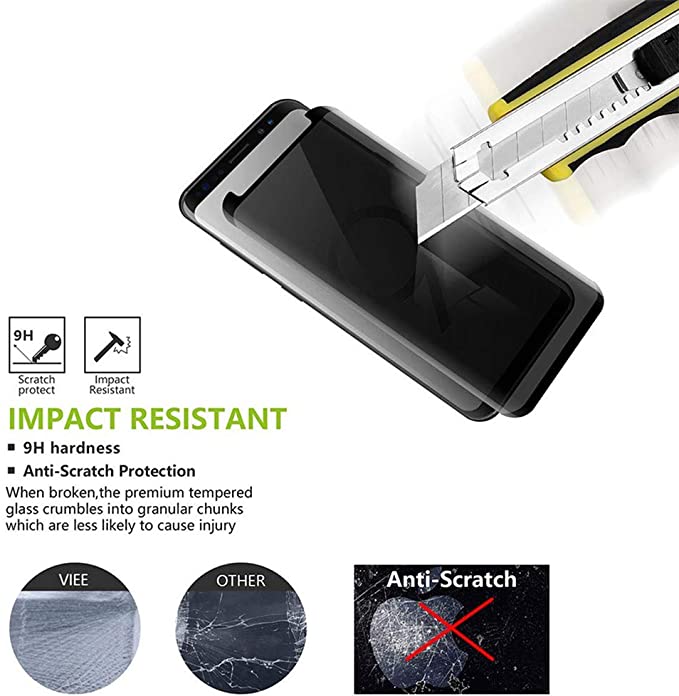 9H
Scratch
protect
Impact
Resistant
IMPACT RESISTANT
▪ 9H hardness
▪ Anti-Scratch Protection
When broken,the premium tempered
glass crumbles into granular chunks
which are less likely to cause injury
VIEE
OTHER
Anti-Scratch